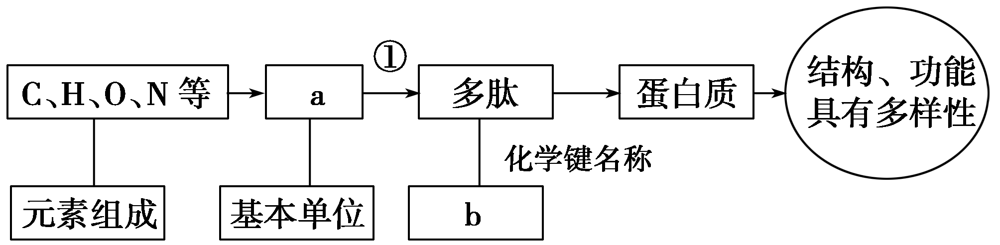 ①
C、H、O、N 等
a
多肽
蛋白质
结构、功能
具有多样性
化学键名称
元素组成
基本单位
b